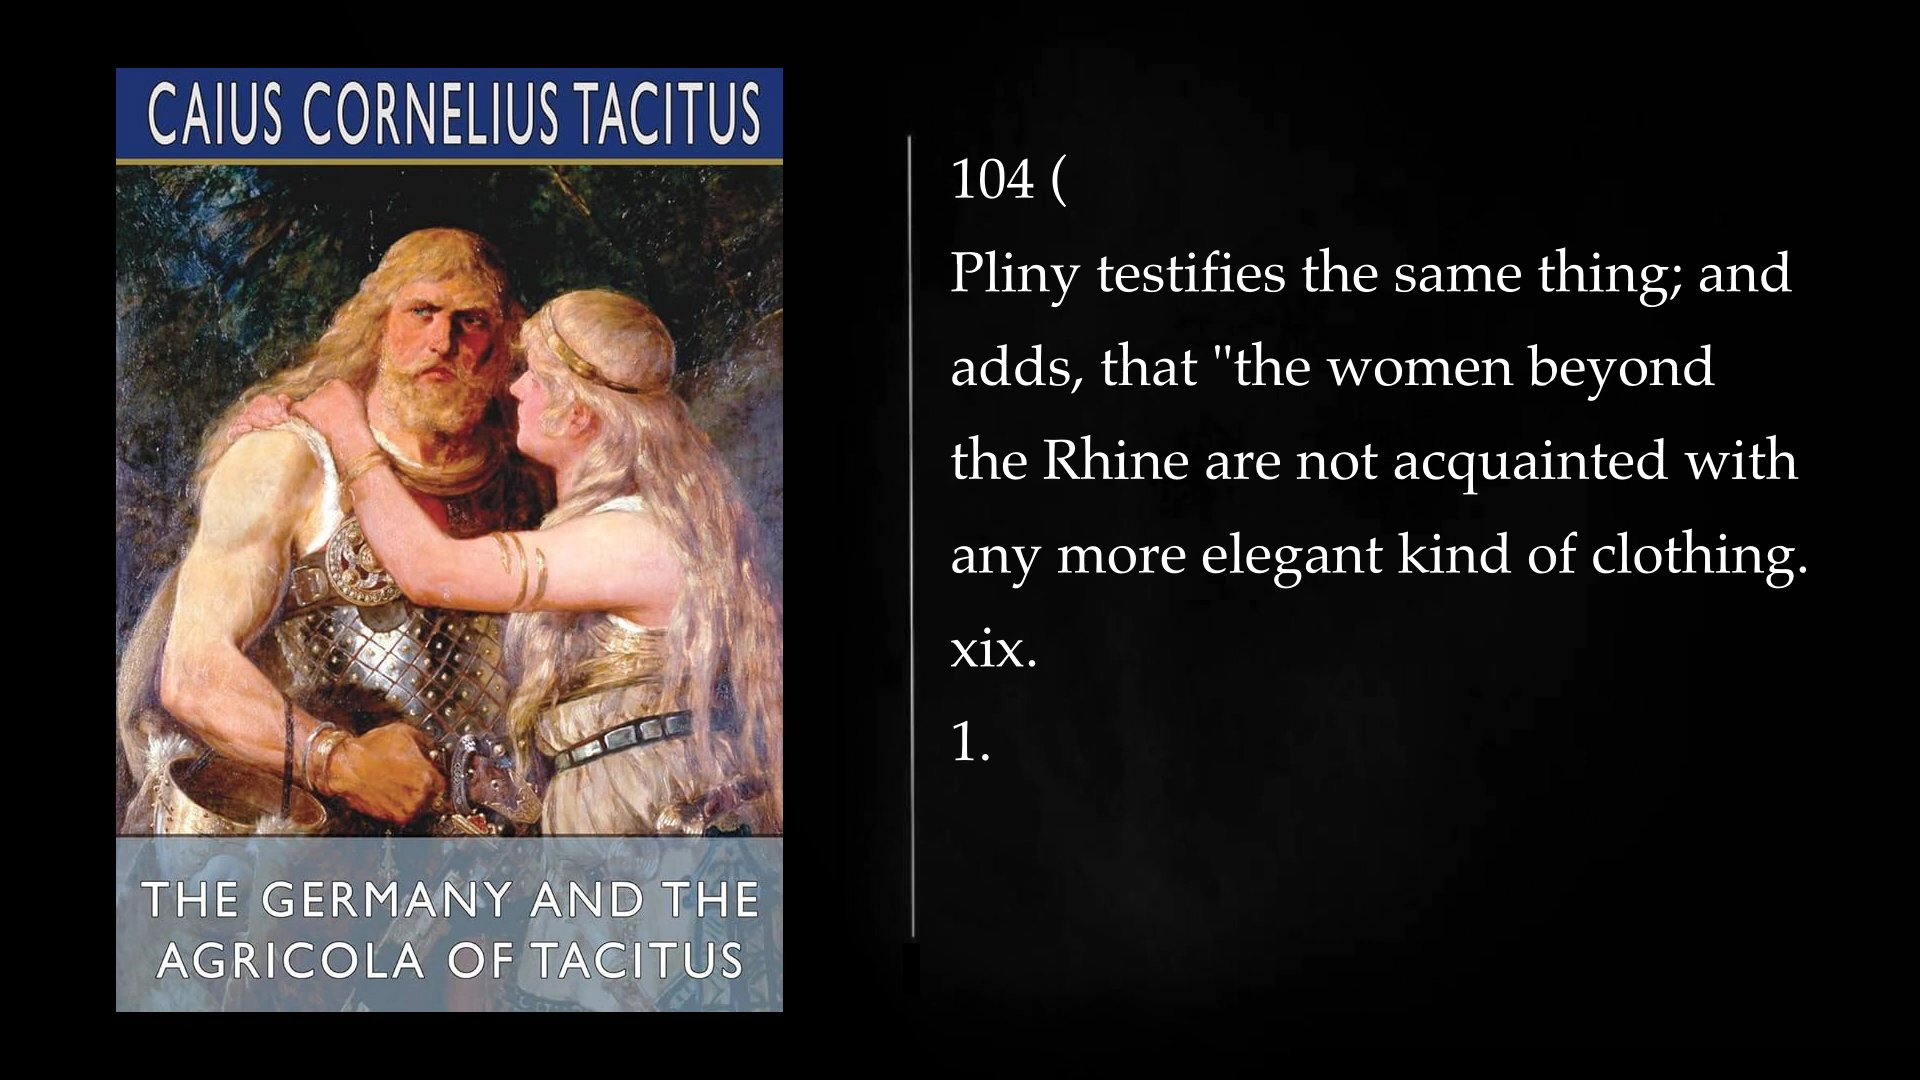 CAIUS CORNELIUS TACITUS
THE GERMANY AND THE
AGRICOLA OF TACITUS
104 (
Pliny testifies the same thing; and
adds, that "the women beyond
the Rhine are not acquainted with
any more elegant kind of clothing.
xix.
1.